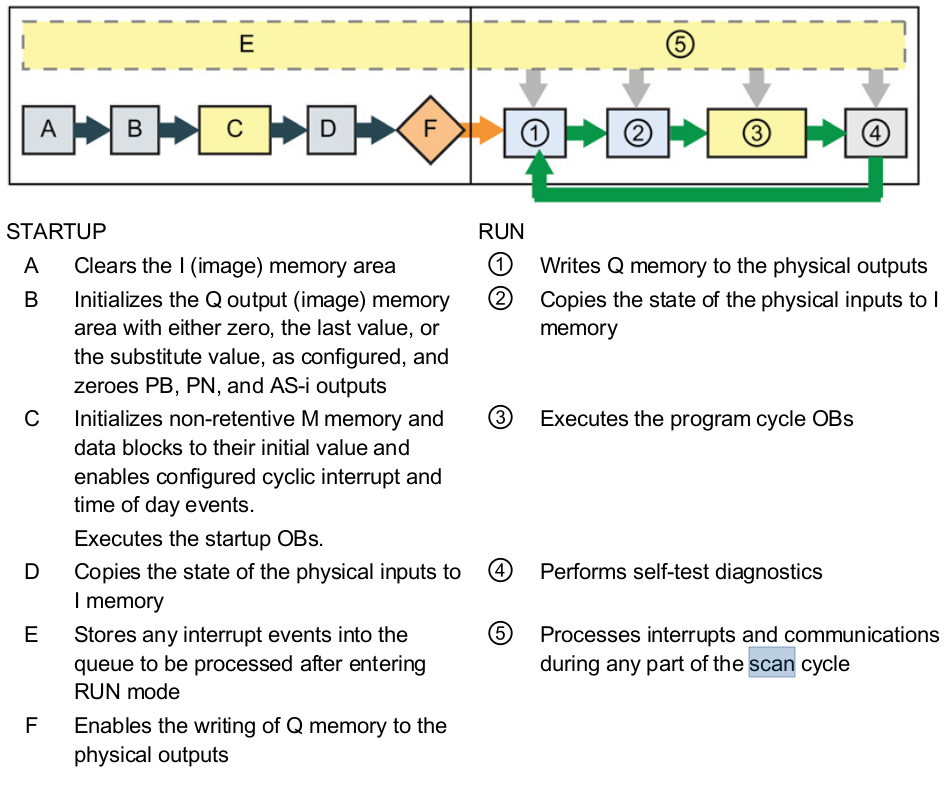 E ⑤
A B C D F ① ② ③ ④
STARTUP
A Clears the I (image) memory area
B Initializes the Q output (image) memory
area with either zero, the last value, or
the substitute value, as configured, and
zeroes PB, PN, and AS-i outputs
C Initializes non-retentive M memory and
data blocks to their initial value and
enables configured cyclic interrupt and
time of day events.
Executes the startup OBs.
D Copies the state of the physical inputs to
I memory
E Stores any interrupt events into the
queue to be processed after entering
RUN mode
F Enables the writing of Q memory to the
physical outputs
RUN
① Writes Q memory to the physical outputs
② Copies the state of the physical inputs to I
memory
③ Executes the program cycle OBs
④ Performs self-test diagnostics
⑤ Processes interrupts and communications
during any part of the scan cycle